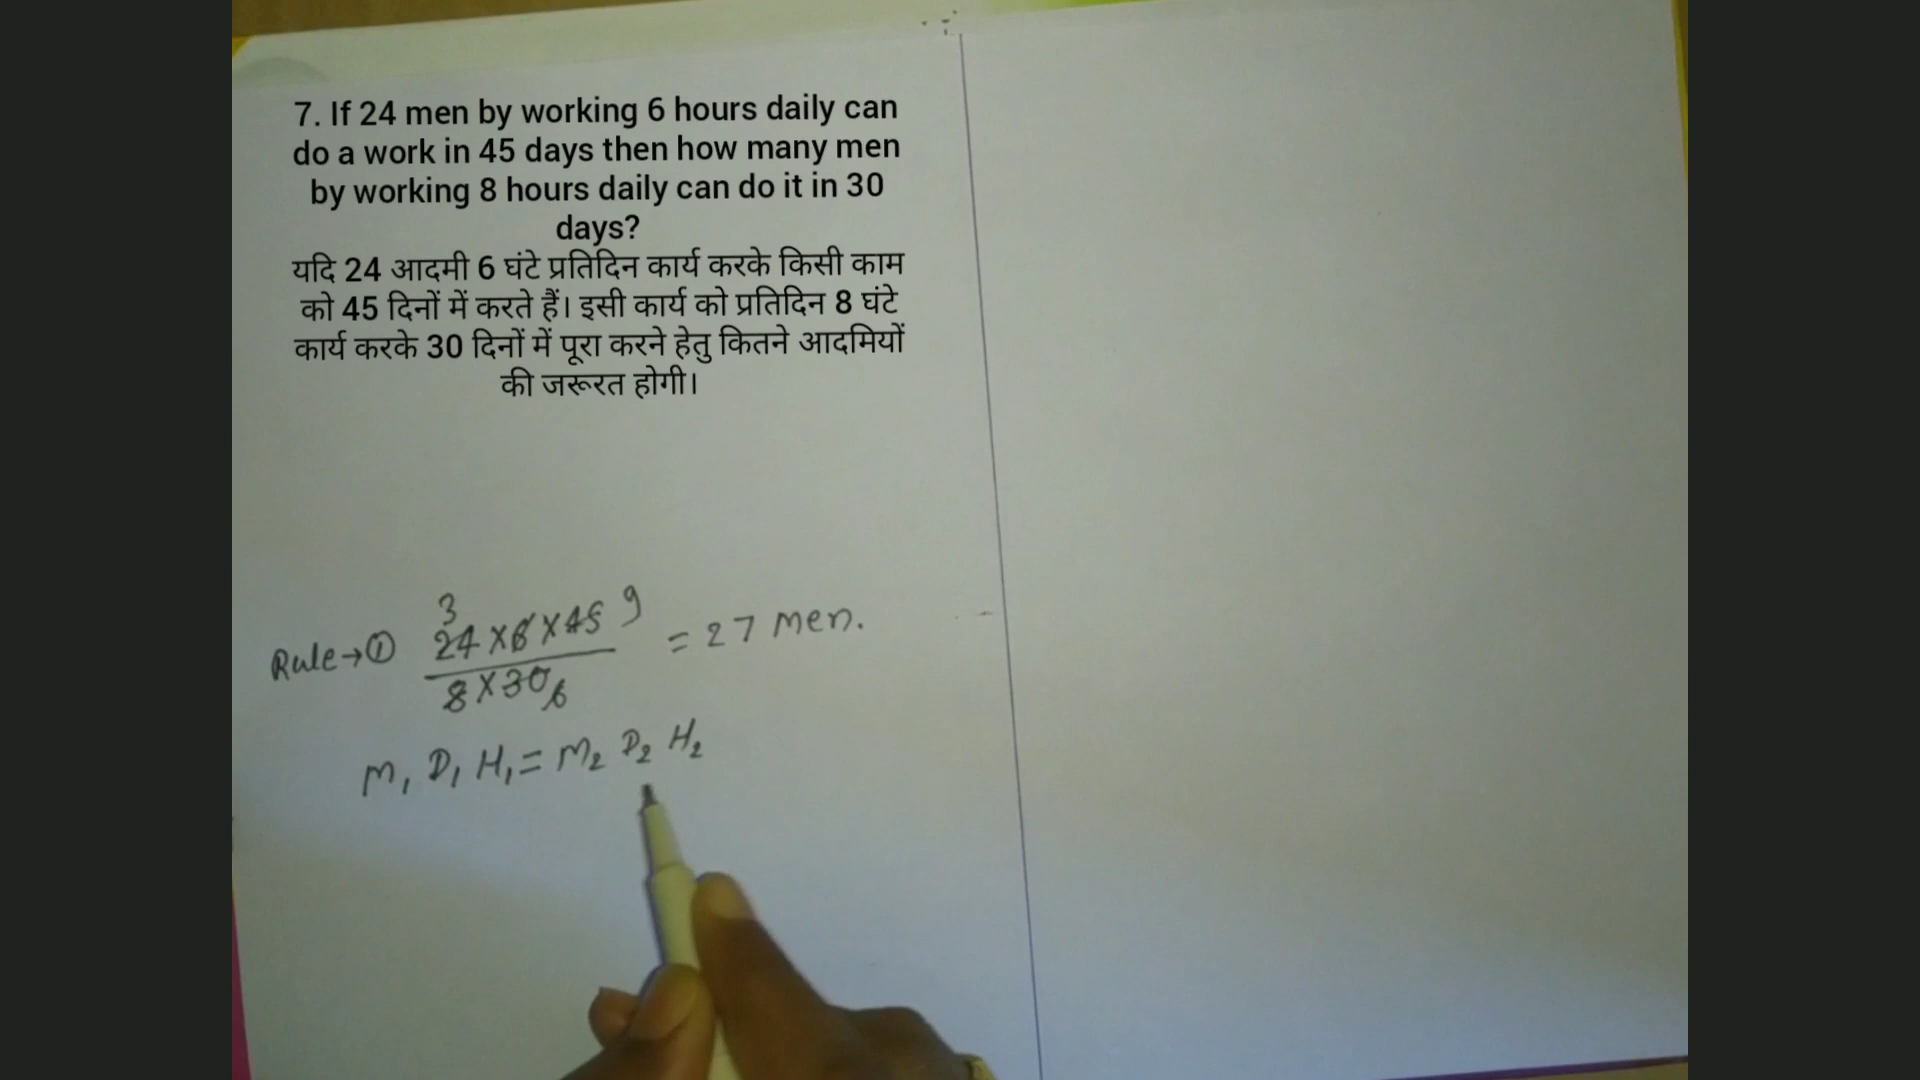 7. If 24 men by working 6 hours daily can
do a work in 45 days then how many men
by working 8 hours daily can do it in 30
days?
यदि 24 आदमी 6 घंटे प्रतिदिन कार्य करके किसी काम
को 45 दिनों में करते हैं। इसी कार्य को प्रतिदिन 8 घंटे
कार्य करके 30 दिनों में पूरा करने हेतु कितने आदमियों
की जरूरत होगी।
3 9
Rule→① 24×6×45 = 27 men.
8×30 6
M₁ D₁ H₁ = M₂ D₂ H₂